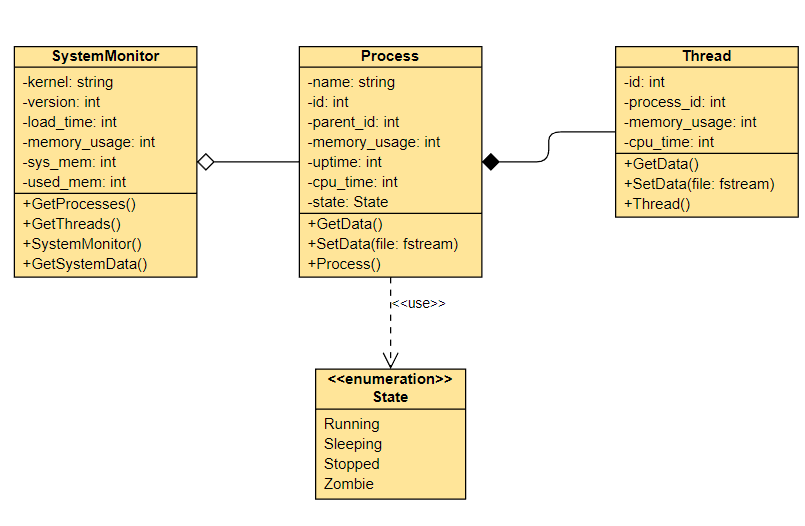 SystemMonitor
-kernel: string
-version: int
-load_time: int
-memory_usage: int
-sys_mem: int
-used_mem: int
+GetProcesses()
+GetThreads()
+SystemMonitor()
+GetSystemData()
Process
-name: string
-id: int
-parent_id: int
-memory_usage: int
-uptime: int
-cpu_time: int
-state: State
+GetData()
+SetData(file: fstream)
+Process()
Thread
-id: int
-process_id: int
-memory_usage: int
-cpu_time: int
+GetData()
+SetData(file: fstream)
+Thread()
<<use>>
<<enumeration>>
State
Running
Sleeping
Stopped
Zombie